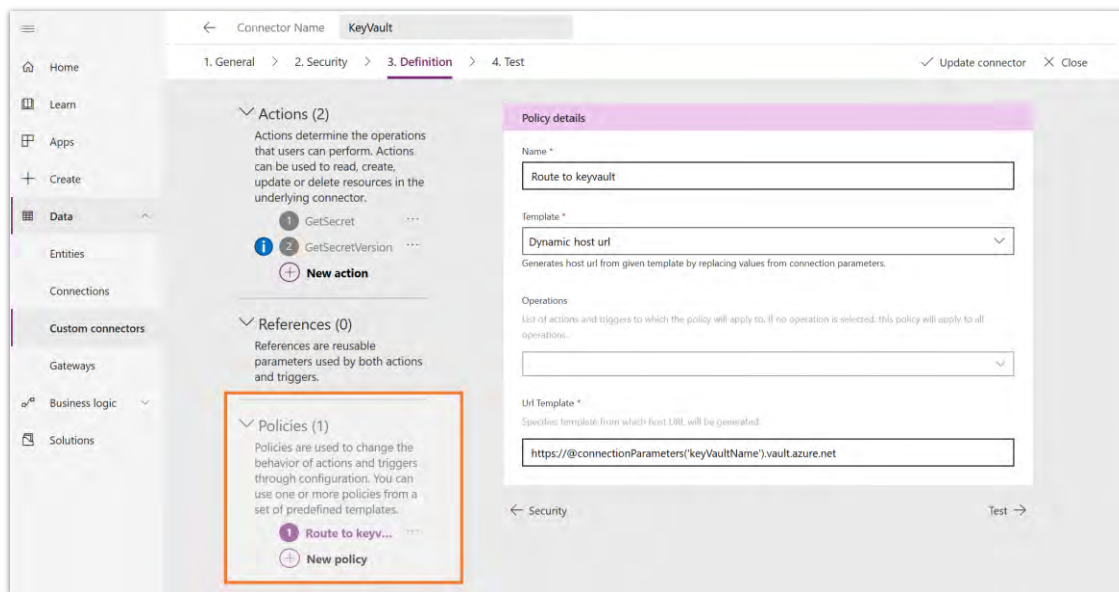 Connector Name
KeyVault
1. General
2. Security
3. Definition
4. Test
Update connector
Close
Home
Learn
Apps
Create
Data
Entities
Connections
Custom connectors
Gateways
Business logic
Solutions
Actions (2)
Actions determine the operations
that users can perform. Actions
can be used to read, create,
update or delete resources in the
underlying connector.
1 GetSecret ...
i 2 GetSecretVersion ...
New action
References (0)
References are reusable
parameters used by both actions
and triggers.
Policies (1)
Policies are used to change the
behavior of actions and triggers
through configuration. You can
use one or more policies from a
set of predefined templates.
1 Route to keyv... ...
New policy
Policy details
Name *
Route to keyvault
Template *
Dynamic host url
Generates host url from given template by replacing values from connection parameters.
Operations
List of actions and triggers to which the policy will apply to. If no operation is selected, this policy will apply to all
operations.
Url Template *
Specifies template from which host URL will be generated.
https://@connectionParameters('keyVaultName').vault.azure.net
Security
Test